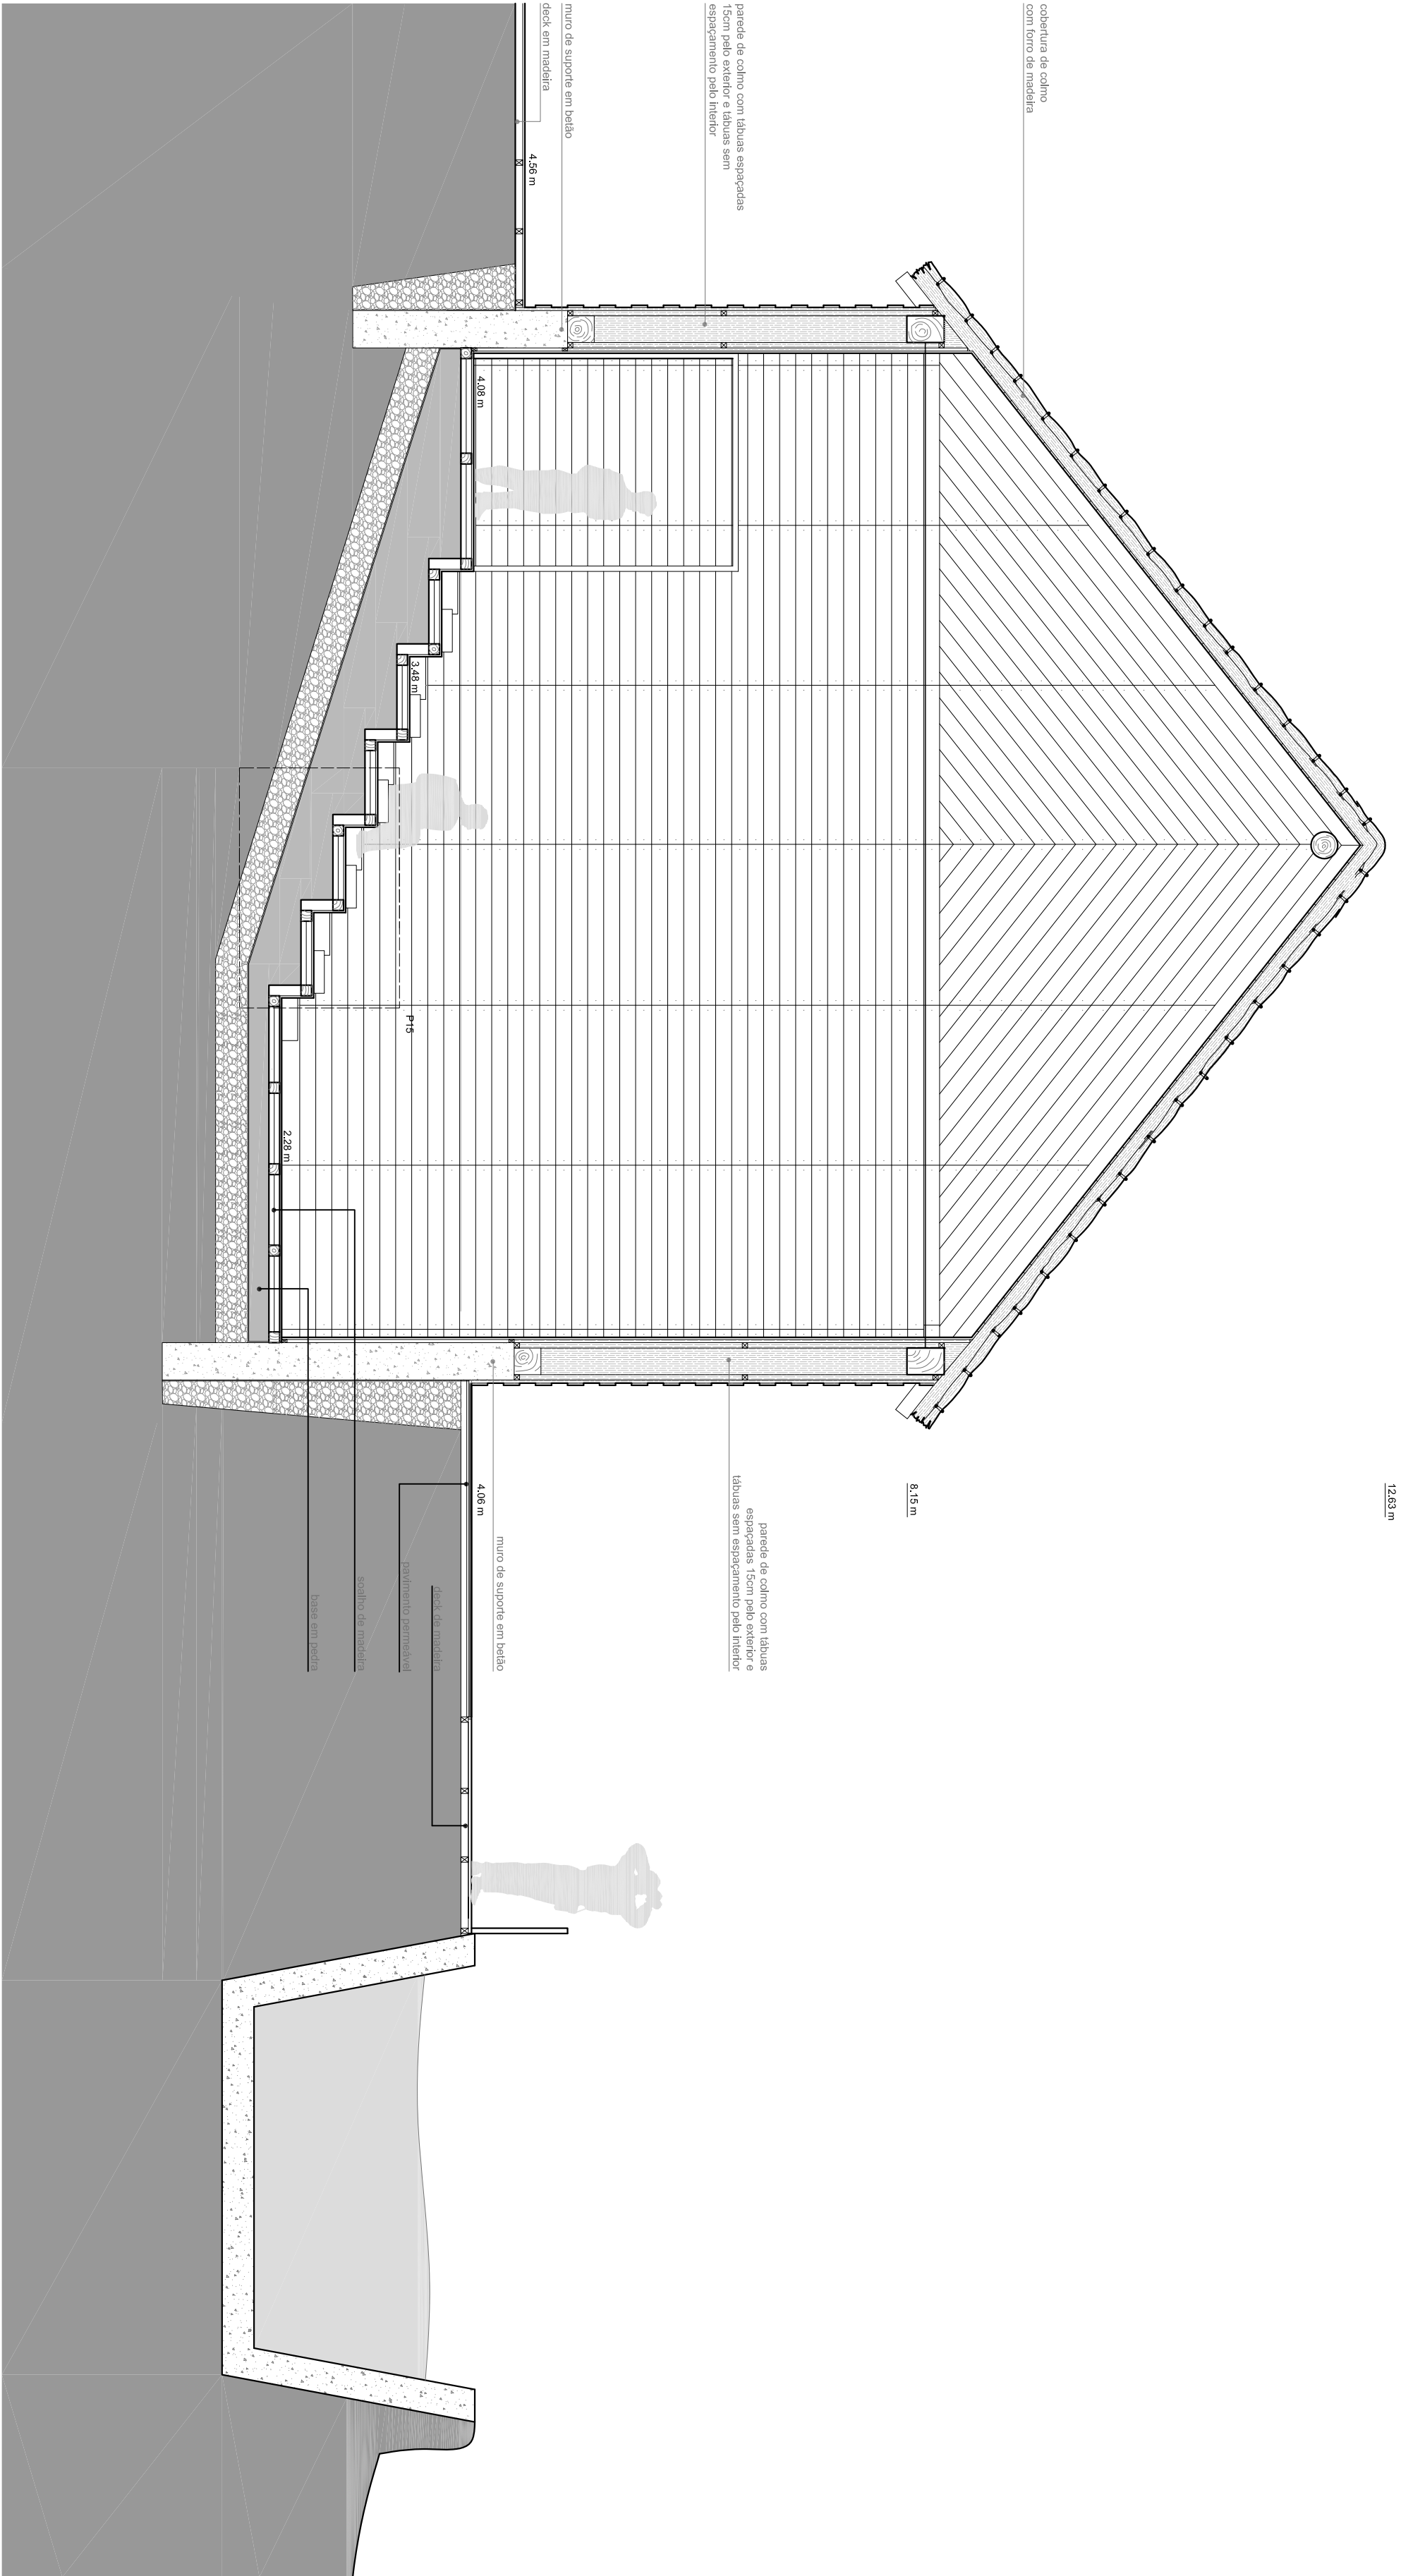 cobertura de colmo
com forro de madeira
parede de colmo com tábuas espaçadas
15cm pelo exterior e tábuas sem
espaçamento pelo interior
muro de suporte em betão
deck em madeira
4.56 m
4.08 m
3.48 m
P15
2.28 m
12.63 m
8.15 m
4.06 m
parede de colmo com tábuas
espaçadas 15cm pelo exterior e
tábuas sem espaçamento pelo interior
muro de suporte em betão
deck de madeira
pavimento permeável
soalho de madeira
base em pedra